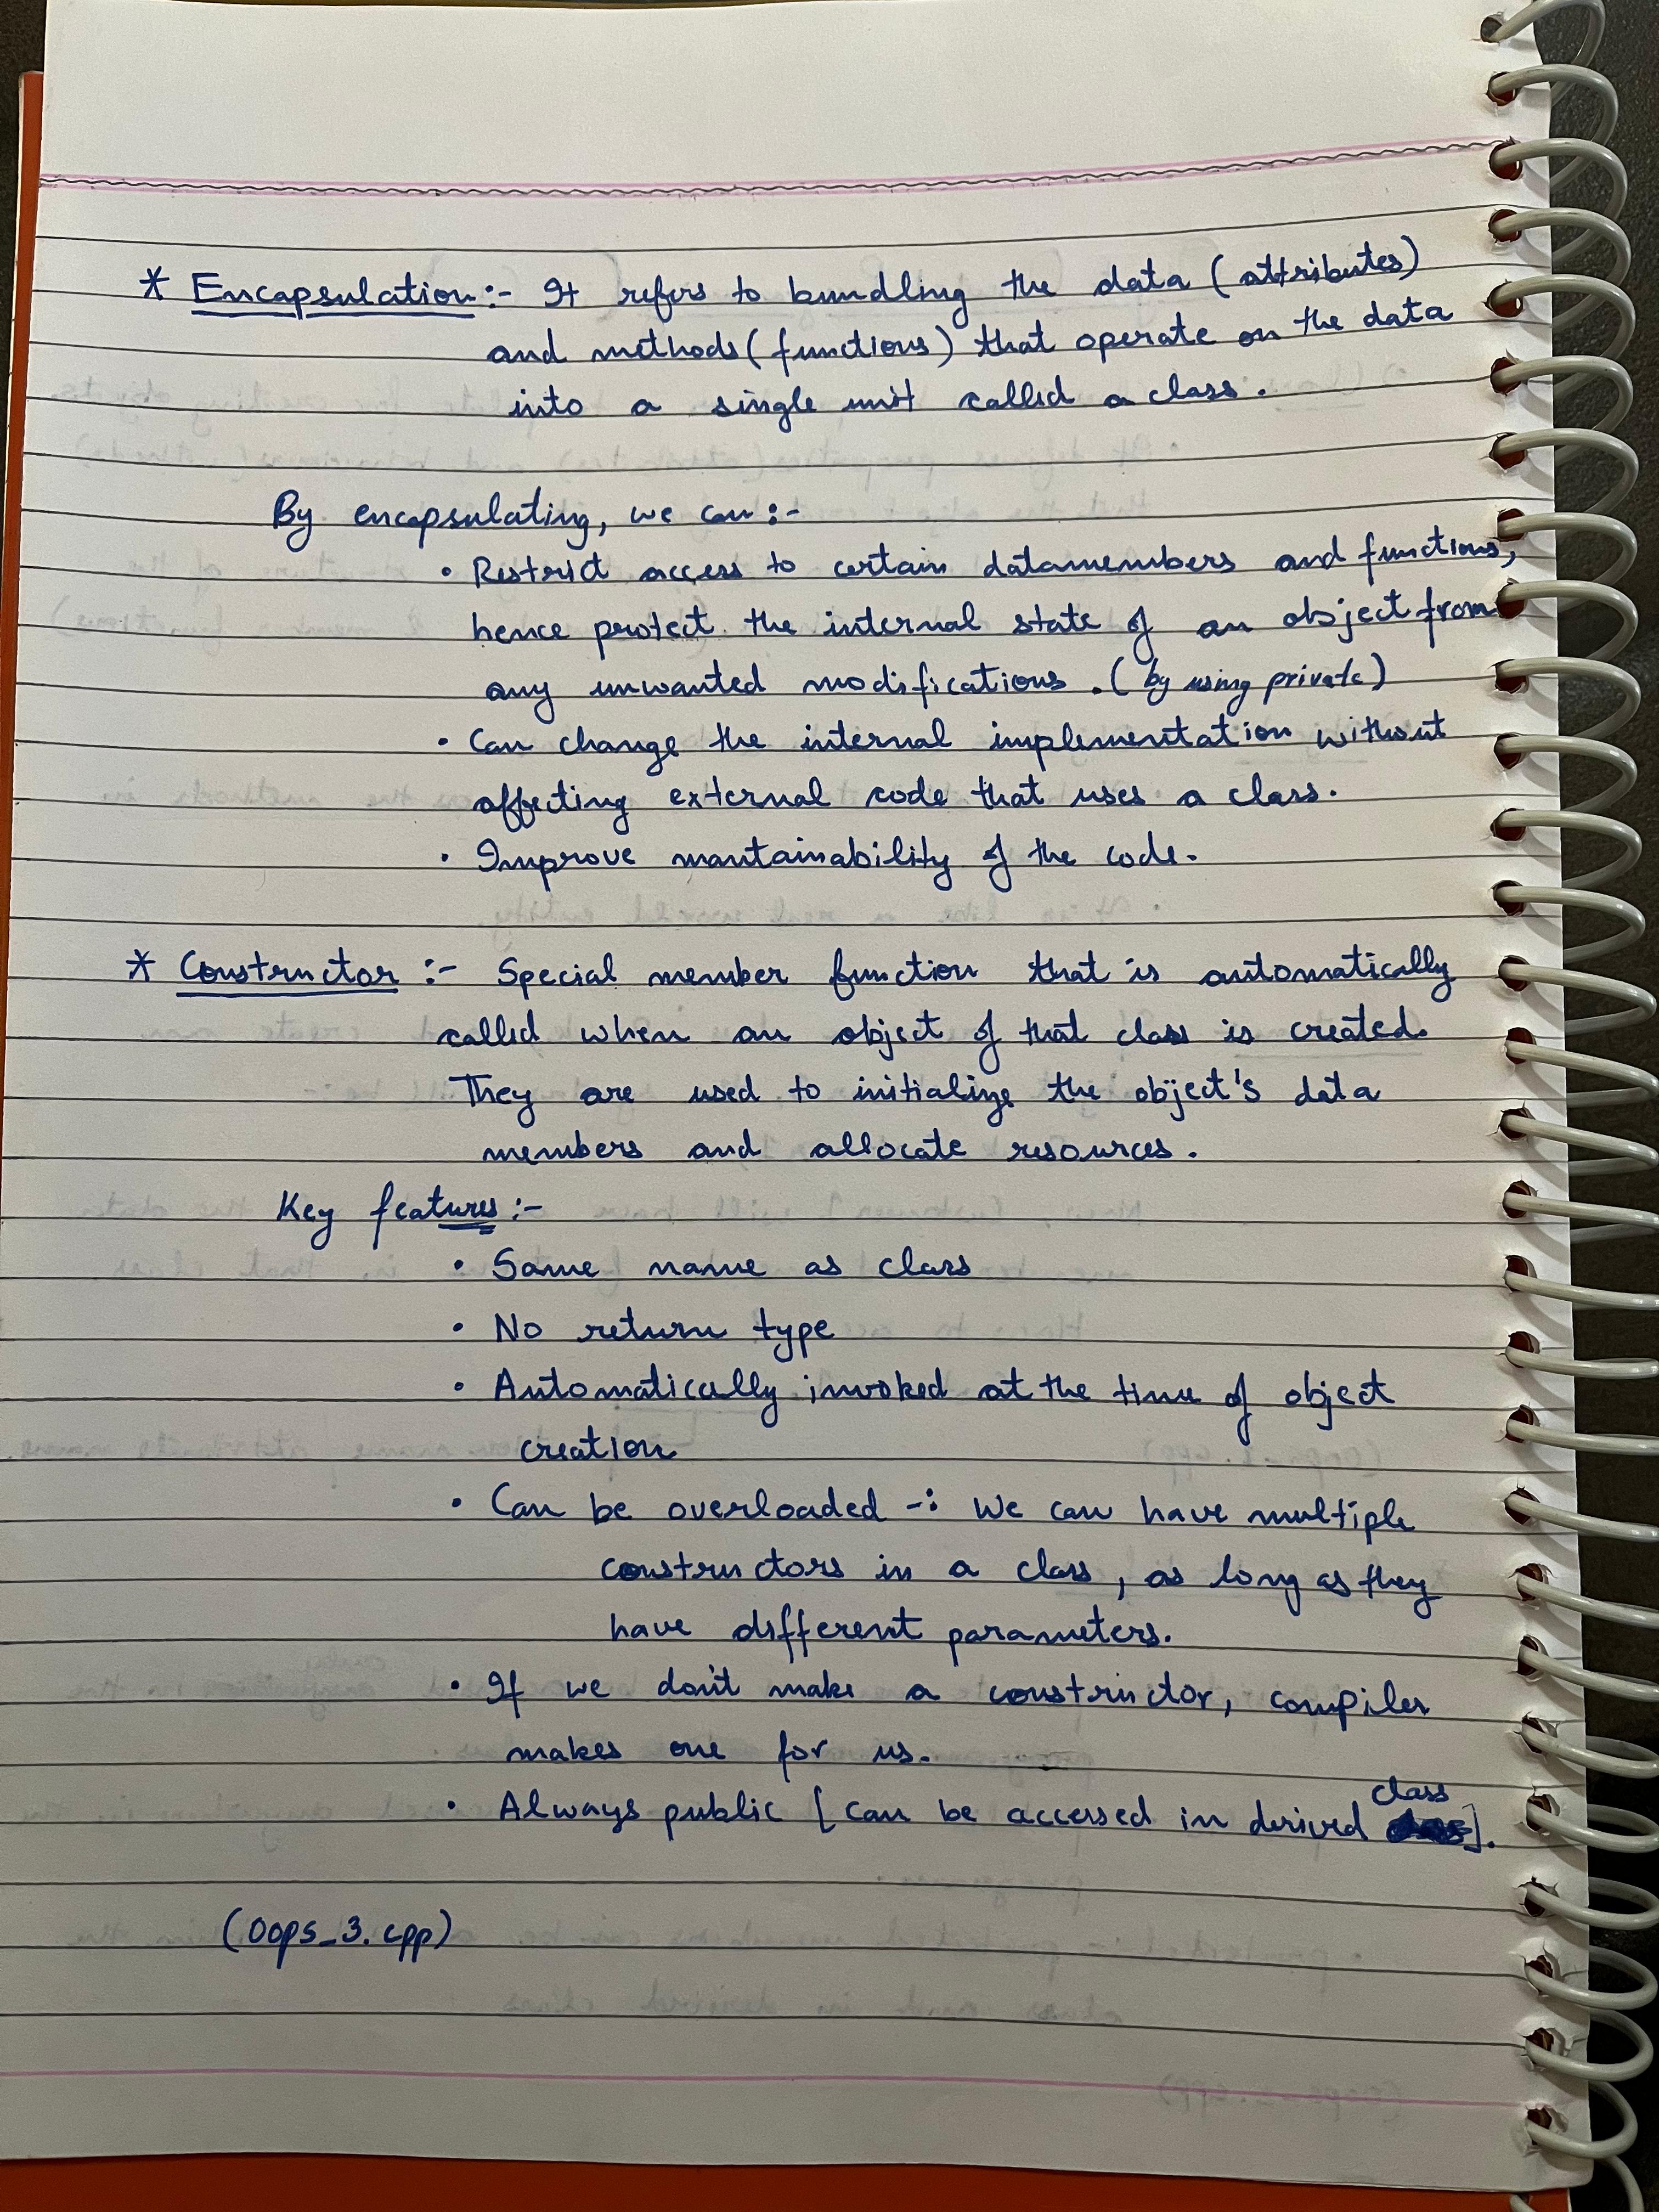 * Encapsulation :- It refers to bundling the data (attributes)
and methods (functions) that operate on the data
into a single unit called a class.
By encapsulating, we can :-
• Restrict access to certain datamembers and functions,
hence protect the internal state of an object from
any unwanted modifications. (by using private)
• Can change the internal implementation without
affecting external code that uses a class.
• Improve mantainability of the code.
* Constructor :- Special member function that is automatically
called when an object of that class is created.
They are used to initialize the object's data
members and allocate resources.
Key features :-
• Same name as class
• No return type
• Automatically invoked at the time of object
creation
• Can be overloaded -: We can have multiple
constructors in a class, as long as they
have different parameters.
• If we don't make a constructor, compiler
makes one for us.
• Always public [can be accessed in derived class].
(Oops_3.cpp)